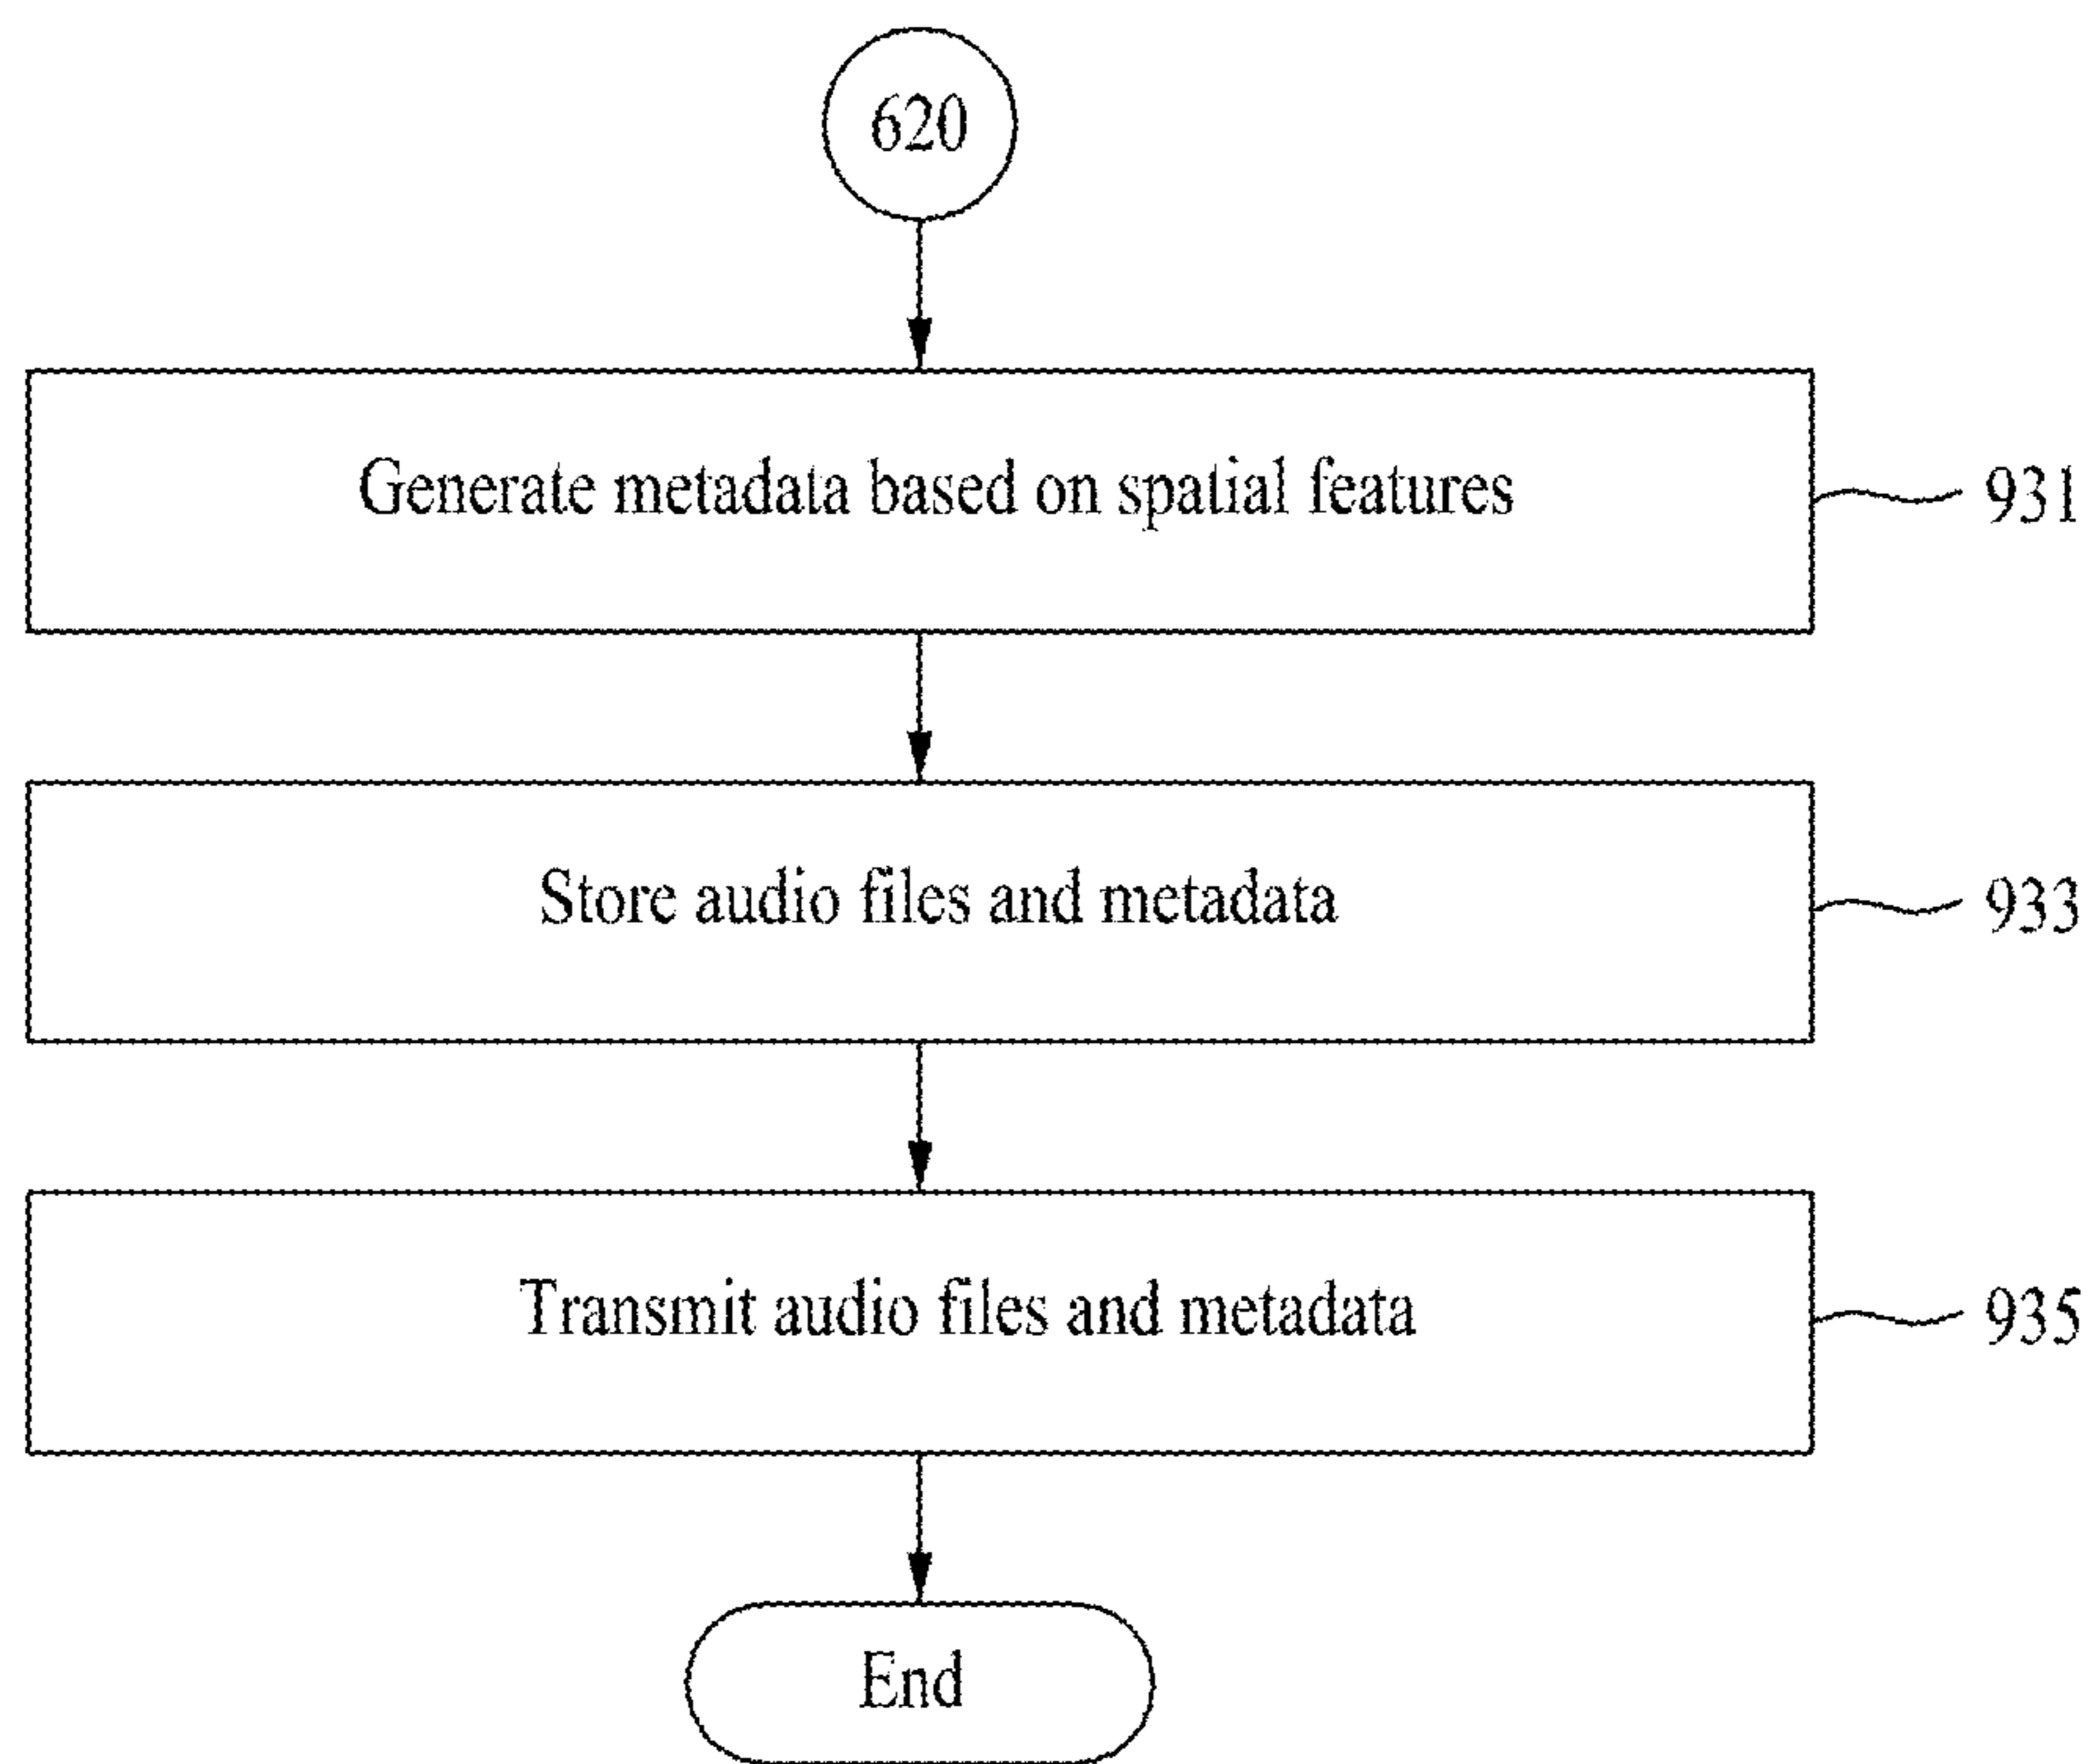 620
Generate metadata based on spatial features
931
Store audio files and metadata
933
Transmit audio files and metadata
935
End